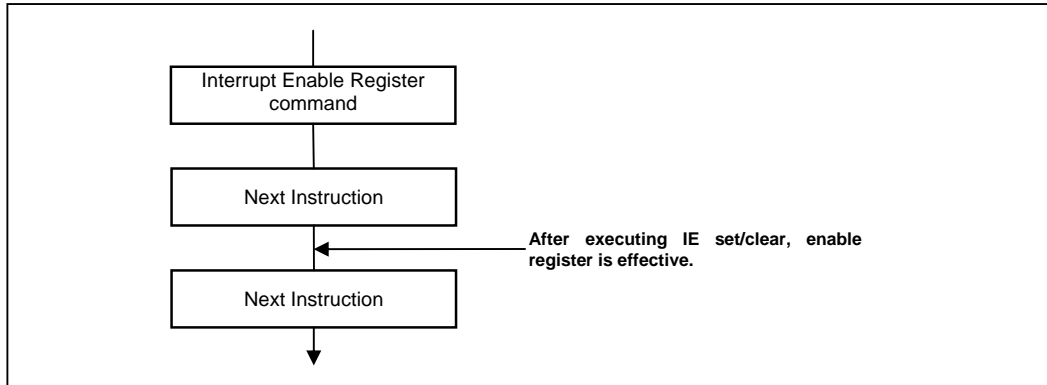 Interrupt Enable Register
command
Next Instruction
After executing IE set/clear, enable
register is effective.
Next Instruction